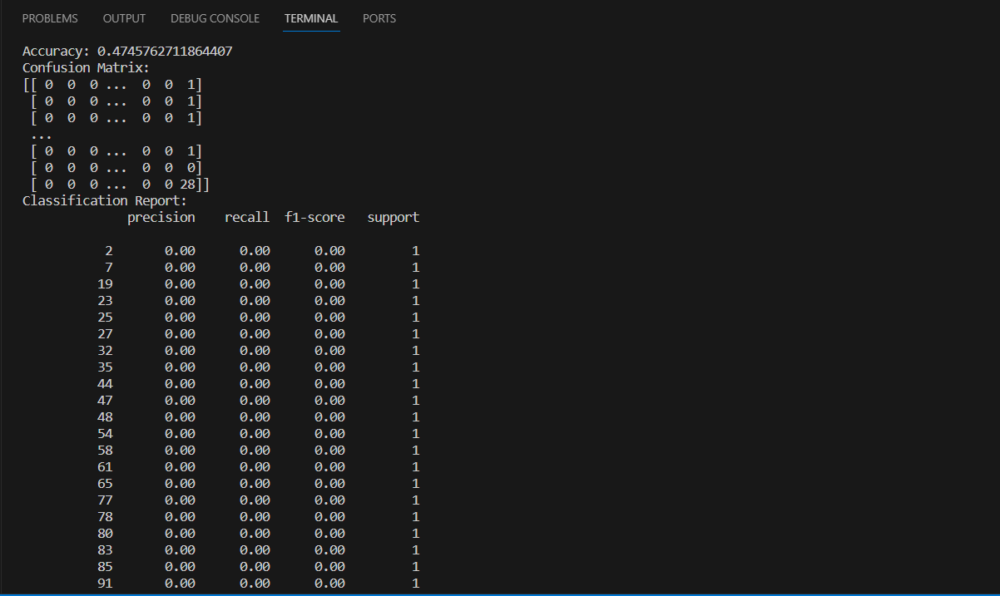 PROBLEMS OUTPUT DEBUG CONSOLE TERMINAL PORTS
Accuracy: 0.4745762711864407
Confusion Matrix:
[[ 0  0  0 ...  0  0  1]
 [ 0  0  0 ...  0  0  1]
 [ 0  0  0 ...  0  0  1]
 ...
 [ 0  0  0 ...  0  0  1]
 [ 0  0  0 ...  0  0  0]
 [ 0  0  0 ...  0  0 28]]
Classification Report:
              precision    recall  f1-score   support
           2       0.00      0.00      0.00         1
           7       0.00      0.00      0.00         1
          19       0.00      0.00      0.00         1
          23       0.00      0.00      0.00         1
          25       0.00      0.00      0.00         1
          27       0.00      0.00      0.00         1
          32       0.00      0.00      0.00         1
          35       0.00      0.00      0.00         1
          44       0.00      0.00      0.00         1
          47       0.00      0.00      0.00         1
          48       0.00      0.00      0.00         1
          54       0.00      0.00      0.00         1
          58       0.00      0.00      0.00         1
          61       0.00      0.00      0.00         1
          65       0.00      0.00      0.00         1
          77       0.00      0.00      0.00         1
          78       0.00      0.00      0.00         1
          80       0.00      0.00      0.00         1
          83       0.00      0.00      0.00         1
          85       0.00      0.00      0.00         1
          91       0.00      0.00      0.00         1